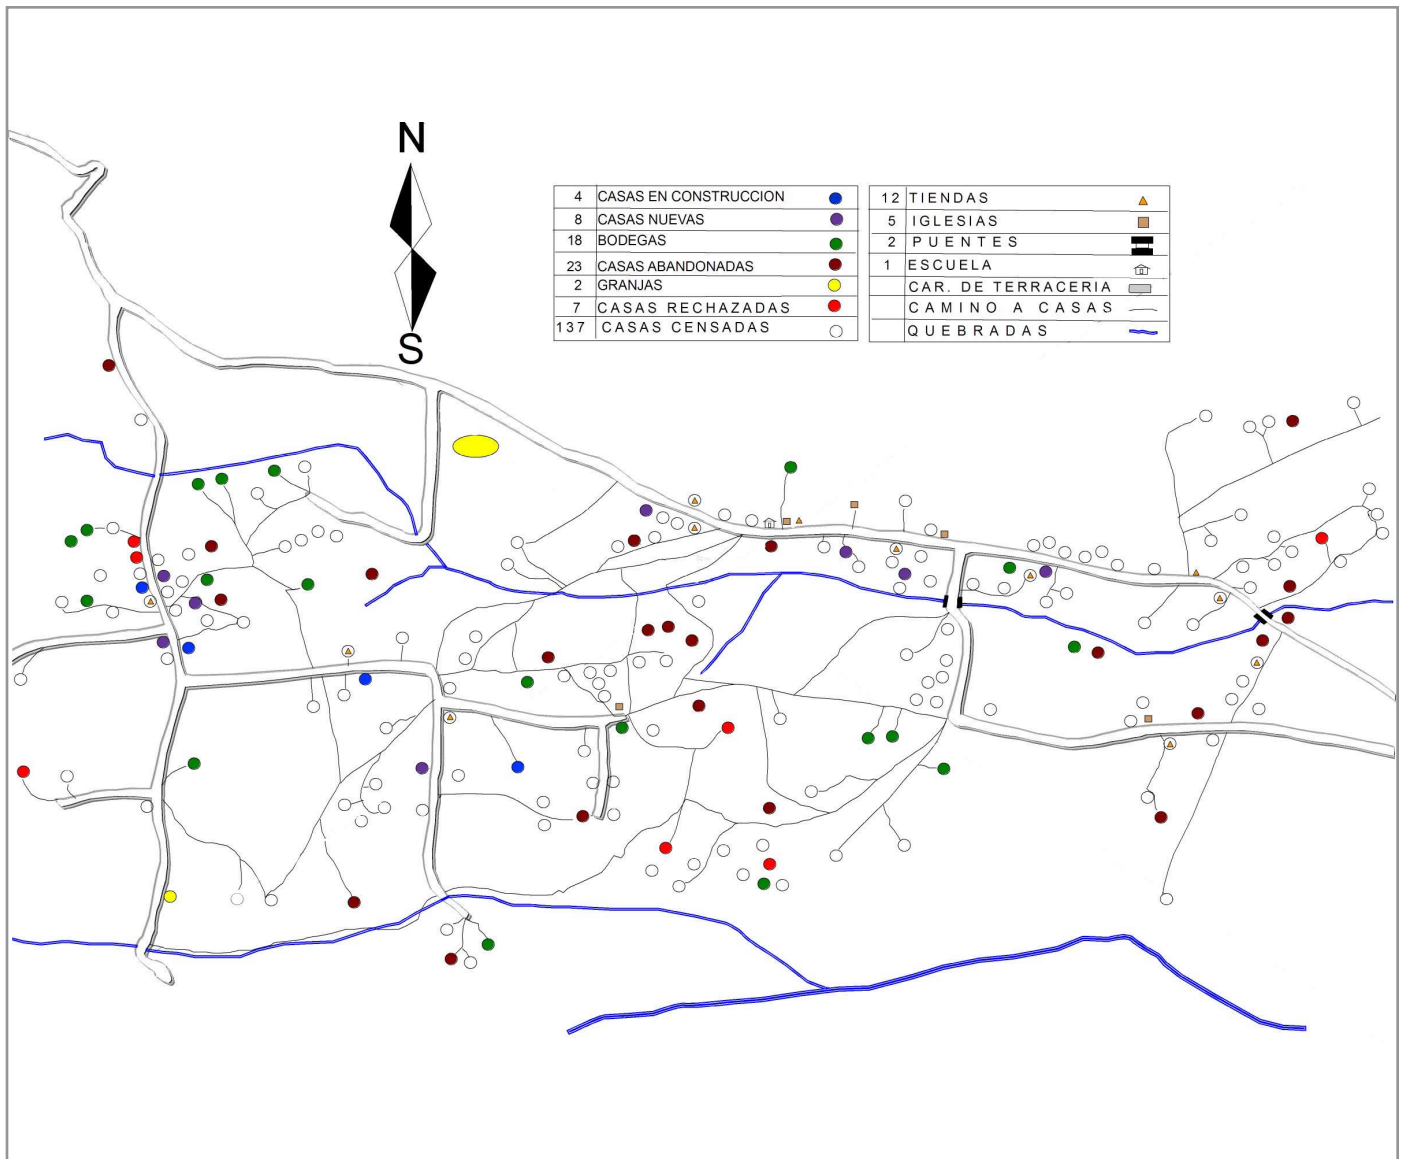 N
S
4 CASAS EN CONSTRUCCION
8 CASAS NUEVAS
18 BODEGAS
23 CASAS ABANDONADAS
2 GRANJAS
7 CASAS RECHAZADAS
137 CASAS CENSADAS
12 TIENDAS
5 IGLESIAS
2 PUENTES
1 ESCUELA
CAR. DE TERRACERIA
CAMINO A CASAS
QUEBRADAS